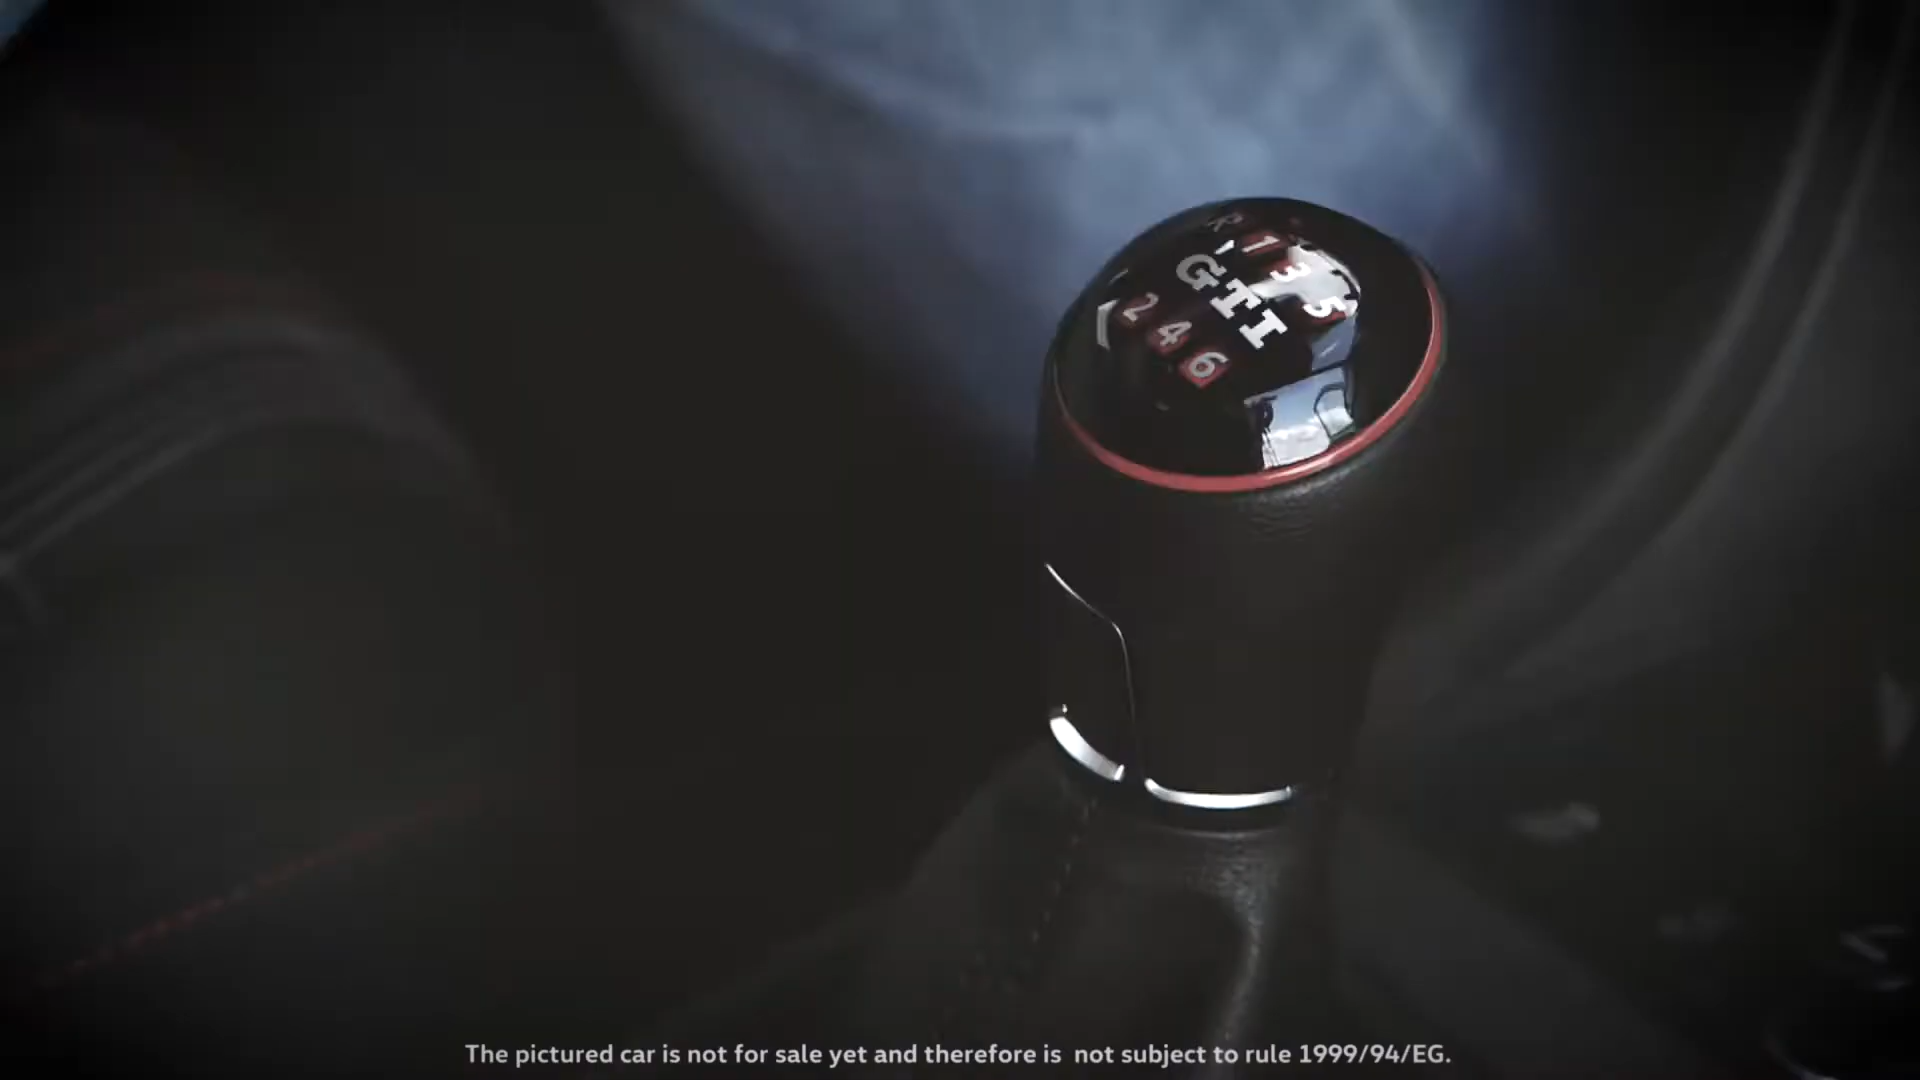 R 1 3 5
GTI
2 4 6
The pictured car is not for sale yet and therefore is  not subject to rule 1999/94/EG.